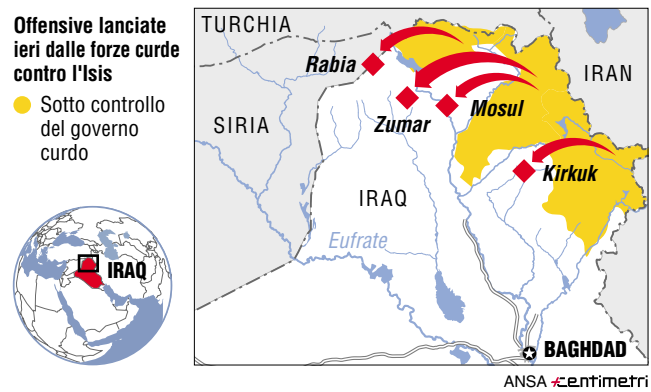 Offensive lanciate
ieri dalle forze curde
contro l'Isis
Sotto controllo
del governo
curdo
IRAQ
TURCHIA
IRAN
Rabia
SIRIA
Zumar
Mosul
Kirkuk
IRAQ
Eufrate
BAGHDAD
ANSA centimetri